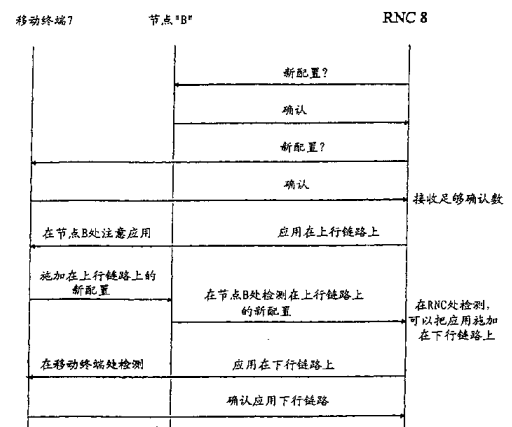 移动终端7
节点"B"
RNC 8
新配置?
确认
新配置?
确认
接收足够确认数
在节点B处注意应用
应用在上行链路上
施加在上行链路上的
新配置
在节点B处检测在上行链路上
的新配置
在RNC处检测,
可以把应用施加
在下行链路上
在移动终端处检测
应用在下行链路上
确认应用下行链路